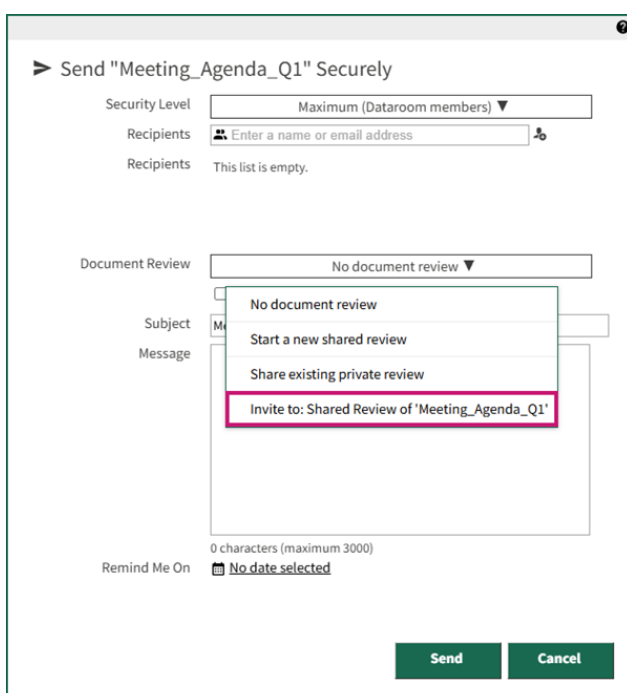 Send "Meeting_Agenda_Q1" Securely
Security Level Maximum (Dataroom members) ▼
Recipients Enter a name or email address
Recipients This list is empty.
Document Review No document review ▼
No document review
Subject
Start a new shared review
Message
Share existing private review
Invite to: Shared Review of 'Meeting_Agenda_Q1'
0 characters (maximum 3000)
Remind Me On No date selected
Send Cancel